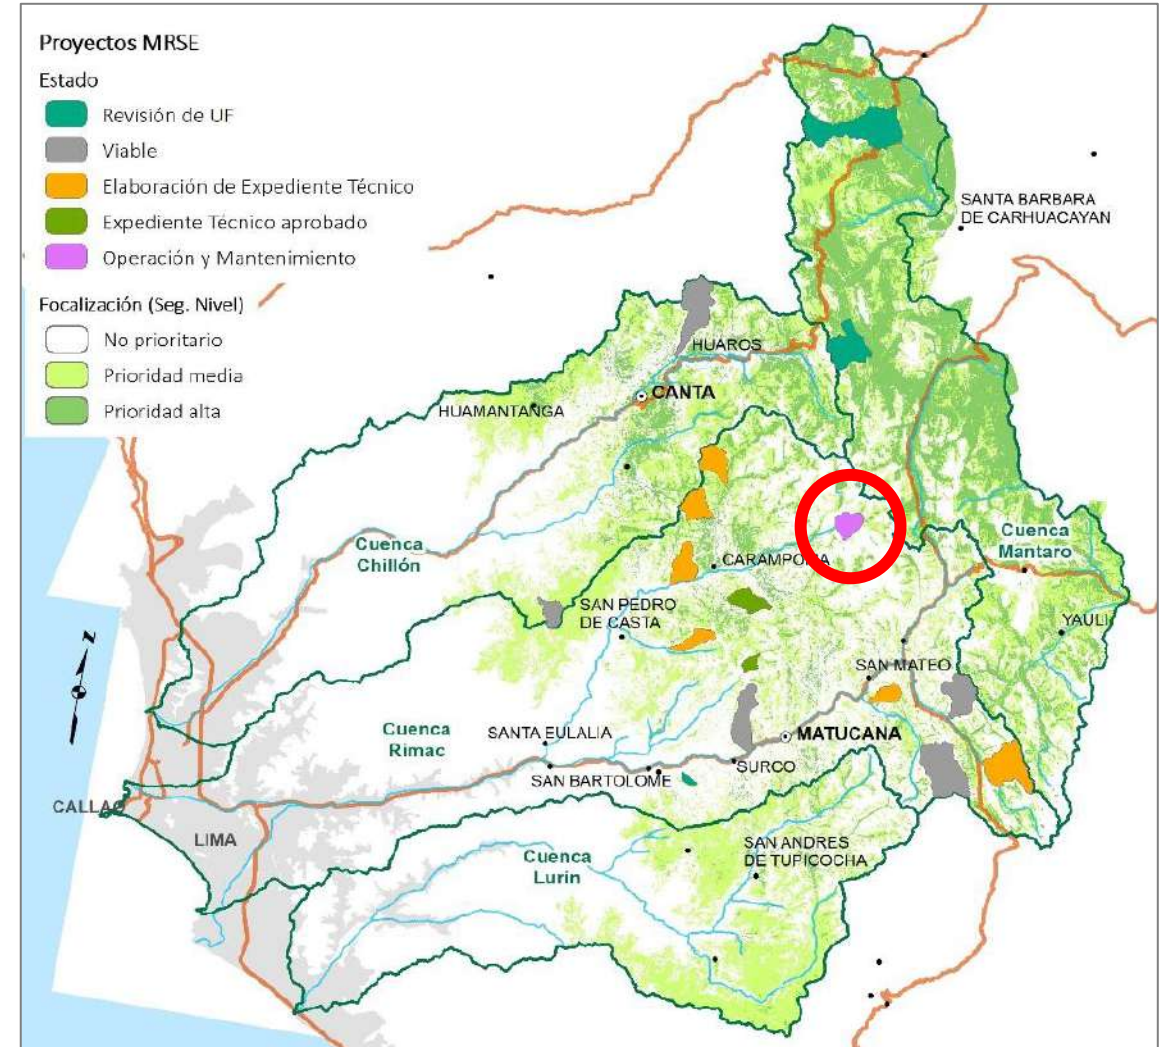 Proyectos MRSE
Estado
Revisión de UF
Viable
Elaboración de Expediente Técnico
Expediente Técnico aprobado
Operación y Mantenimiento
Focalización (Seg. Nivel)
No prioritario
Prioridad media
Prioridad alta
SANTA BARBARA
DE CARHUACAYAN
HUAROS
CANTA
HUAMANTANGA
Cuenca
Chillón
CARAMPOMA
Cuenca
Mantaro
SAN PEDRO
DE CASTA
YAULI
SAN MATEO
Z
Cuenca
Rimac
SANTA EULALIA
MATUCANA
SURCO
SAN BARTOLOME
CALLAO
LIMA
SAN ANDRES
DE TUPICOCHA
Cuenca
Lurín